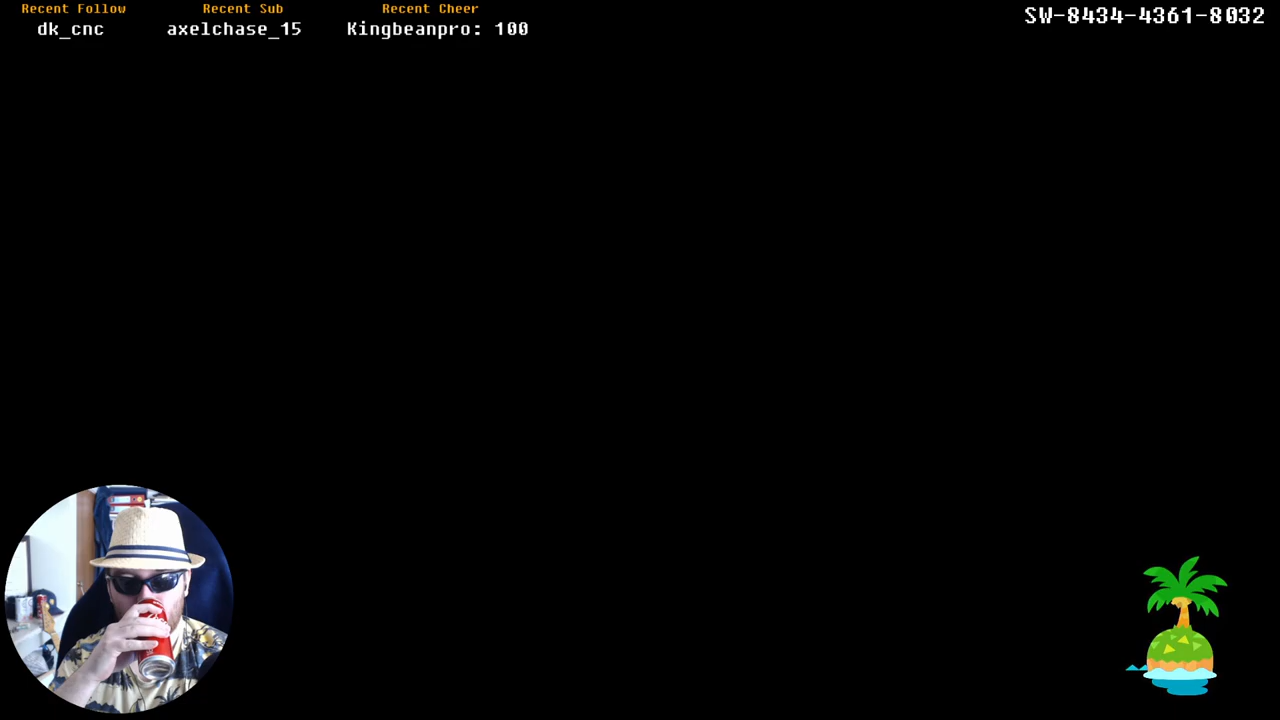 Recent Follow
Recent Sub
Recent Cheer
SW-8434-4361-8032
dk_cnc
axelchase_15
Kingbeanpro: 100